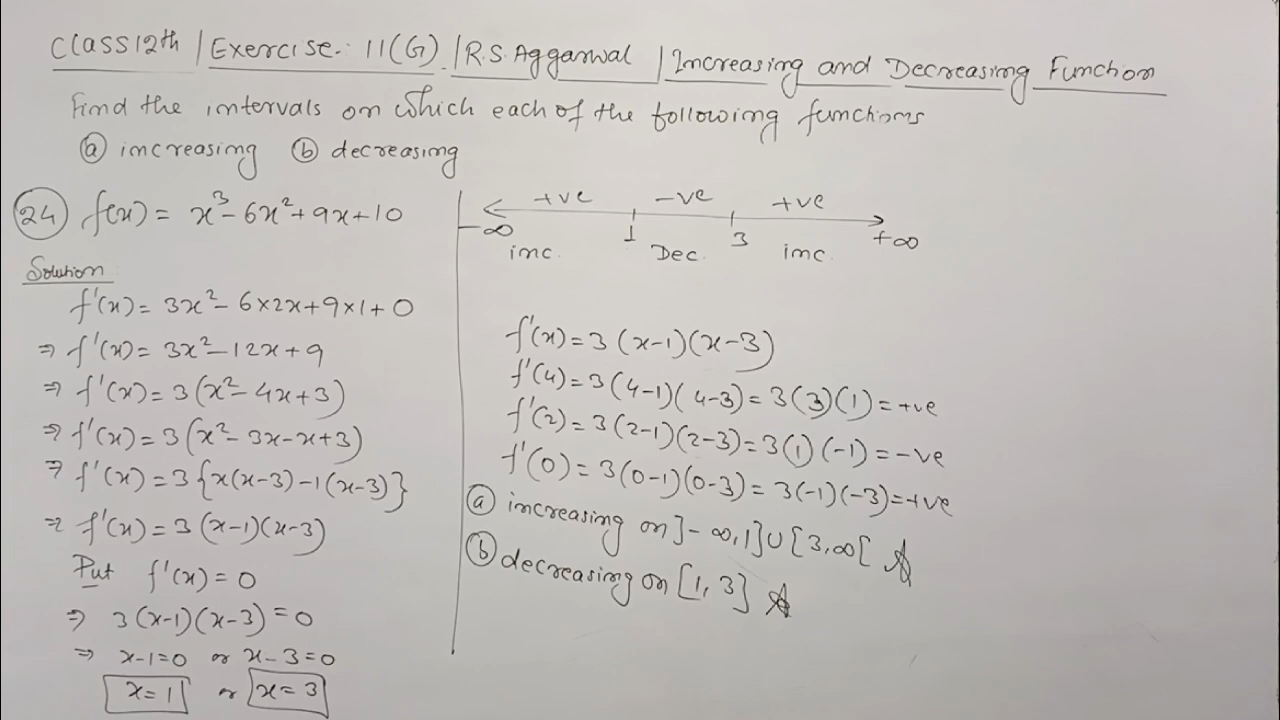 Class 12th / Exercise: 11(G) / R.S. Aggarwal / Increasing and Decreasing Function
Find the intervals on which each of the following functions
ⓐ increasing ⓑ decreasing
㉔ f(x) = x³ - 6x² + 9x + 10
Solution
f'(x) = 3x² - 6×2x + 9×1 + 0
⇒ f'(x) = 3x² - 12x + 9
⇒ f'(x) = 3(x² - 4x + 3)
⇒ f'(x) = 3(x² - 3x - x + 3)
⇒ f'(x) = 3{x(x-3) - 1(x-3)}
⇒ f'(x) = 3(x-1)(x-3)
Put f'(x) = 0
⇒ 3(x-1)(x-3) = 0
⇒ x-1=0 or x-3=0
x=1 or x=3
+ve -ve +ve
-∞ 1 3 +∞
inc. Dec. inc.
f'(x) = 3(x-1)(x-3)
f'(4) = 3(4-1)(4-3) = 3(3)(1) = +ve
f'(2) = 3(2-1)(2-3) = 3(1)(-1) = -ve
f'(0) = 3(0-1)(0-3) = 3(-1)(-3) = +ve
ⓐ increasing on ]-∞,1]∪[3,∞[
ⓑ decreasing on [1,3]